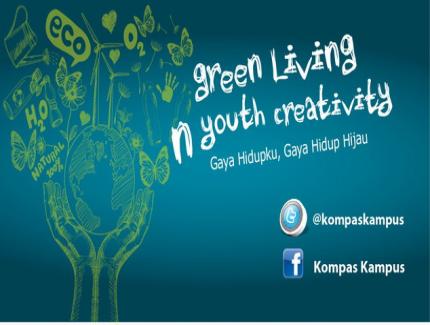 eco
O2
H2O
NATURAL
100%
green Living
n youth creativity
Gaya Hidupku, Gaya Hidup Hijau
@kompaskampus
f Kompas Kampus